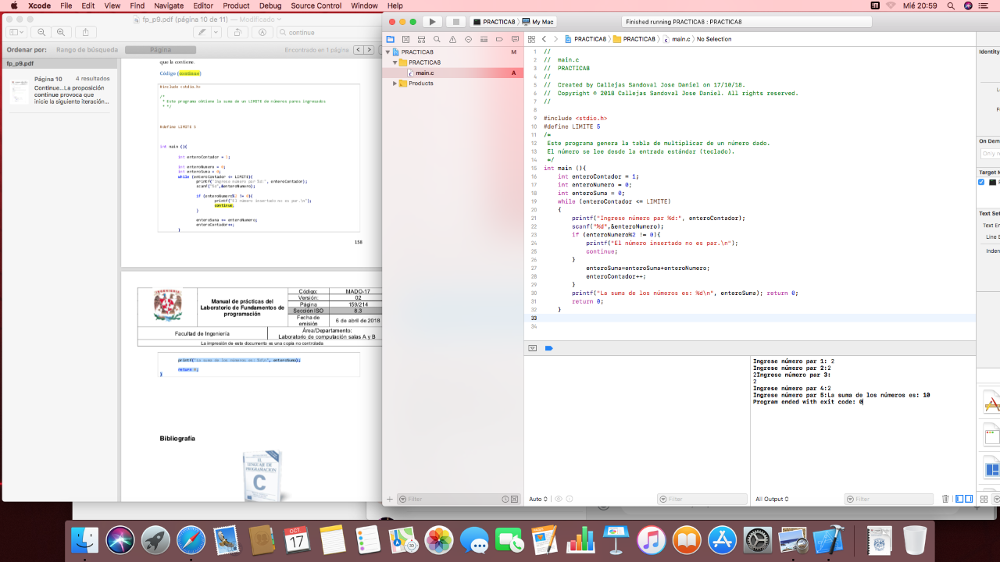 Xcode File Edit View Find Navigate Editor Product Debug Source Control Window Help Mié 20:59
fp_p9.pdf (página 10 de 11) — Modificado
continue
Ordenar por: Rango de búsqueda Página Encontrado en 1 página
fp_p9.pdf
Página 10 4 resultados
Continue...La proposición
continue provoca que
inicie la siguiente iteración...
que la contiene.
Código (continue)
#include <stdio.h>
/*
* Este programa obtiene la suma de un LIMITE de números pares ingresados
* */
#define LIMITE 5
int main (){
int enteroContador = 1;
int enteroNumero = 0;
int enteroSuma = 0;
while (enteroContador <= LIMITE){
printf("Ingrese número par %d:", enteroContador);
scanf("%d",&enteroNumero);
if (enteroNumero%2 != 0){
printf("El número insertado no es par.\n");
continue;
}
enteroSuma += enteroNumero;
enteroContador++;
}
158
INGENIERIA
Manual de prácticas del
Laboratorio de Fundamentos de
programación
Código: MADO-17
Versión: 02
Página 159/214
Sección ISO 8.3
Fecha de
emisión 6 de abril de 2018
Facultad de Ingeniería
Área/Departamento:
Laboratorio de computación salas A y B
La impresión de este documento es una copia no controlada
printf("La suma de los números es: %d\n", enteroSuma);
return 0;
}
Bibliografía
EL
LENGUAJE DE
PROGRAMACION
C
PRACTICA8 My Mac
Finished running PRACTICA8 : PRACTICA8
PRACTICA8 PRACTICA8 main.c No Selection
PRACTICA8 M
PRACTICA8
main.c A
Products
1 //
2 // main.c
3 // PRACTICA8
4 //
5 // Created by Callejas Sandoval Jose Daniel on 17/10/18.
6 // Copyright © 2018 Callejas Sandoval Jose Daniel. All rights reserved.
7 //
8
9 #include <stdio.h>
10 #define LIMITE 5
11 /*
12 Este programa genera la tabla de multiplicar de un número dado.
13 El número se lee desde la entrada estándar (teclado).
14 */
15 int main (){
16 int enteroContador = 1;
17 int enteroNumero = 0;
18 int enteroSuma = 0;
19 while (enteroContador <= LIMITE)
20 {
21 printf("Ingrese número par %d:", enteroContador);
22 scanf("%d",&enteroNumero);
23 if (enteroNumero%2 != 0){
24 printf("El número insertado no es par.\n");
25 continue;
26 }
27 enteroSuma=enteroSuma+enteroNumero;
28 enteroContador++;
29 }
30 printf("La suma de los números es: %d\n", enteroSuma); return 0;
31 return 0;
32 }
33
34
Ingrese número par 1: 2
Ingrese número par 2:2
2Ingrese número par 3:
2
Ingrese número par 4:2
Ingrese número par 5:La suma de los números es: 10
Program ended with exit code: 0
Identity
On Dem
Only
Target
Text Set
Text En
Line E
Inden
Filter
Auto
Filter
All Output
Filter
OCT.
17